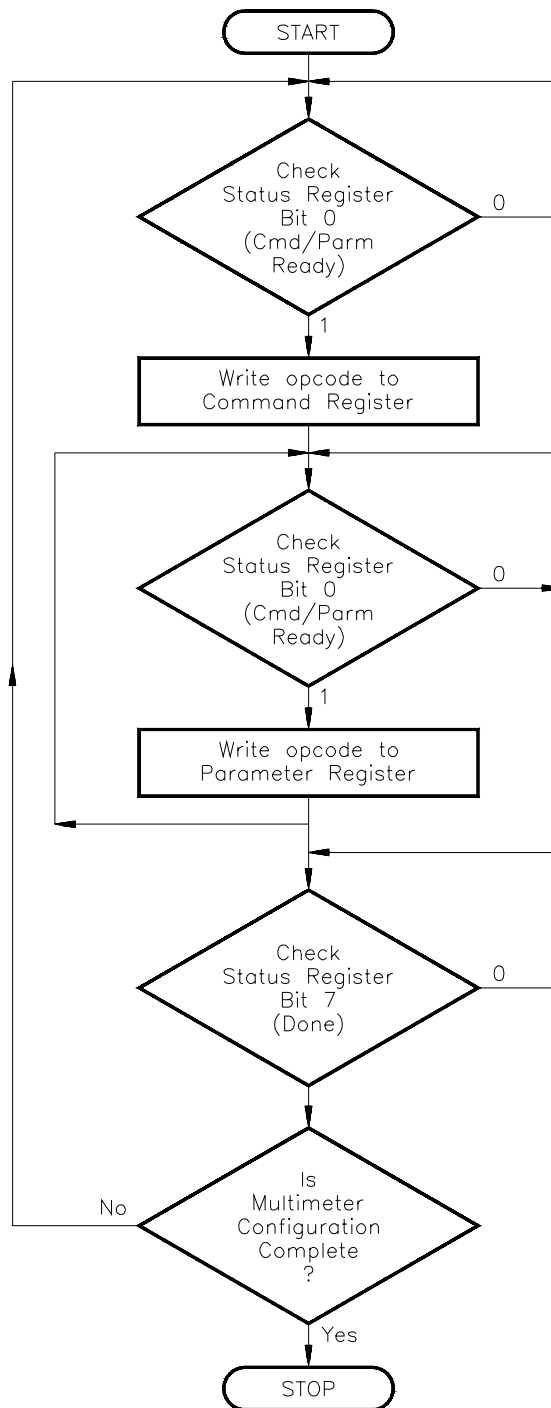 START
Check
Status Register
Bit 0
(Cmd/Parm
Ready)
0
1
Write opcode to
Command Register
Check
Status Register
Bit 0
(Cmd/Parm
Ready)
0
1
Write opcode to
Parameter Register
Check
Status Register
Bit 7
(Done)
0
Is
Multimeter
Configuration
Complete
?
No
Yes
STOP